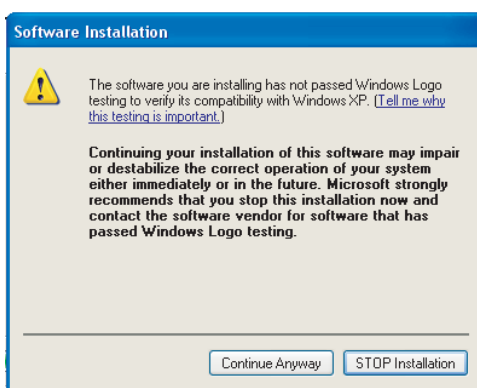 Software Installation
The software you are installing has not passed Windows Logo
testing to verify its compatibility with Windows XP. (Tell me why
this testing is important.)
Continuing your installation of this software may impair
or destabilize the correct operation of your system
either immediately or in the future. Microsoft strongly
recommends that you stop this installation now and
contact the software vendor for software that has
passed Windows Logo testing.
Continue Anyway STOP Installation